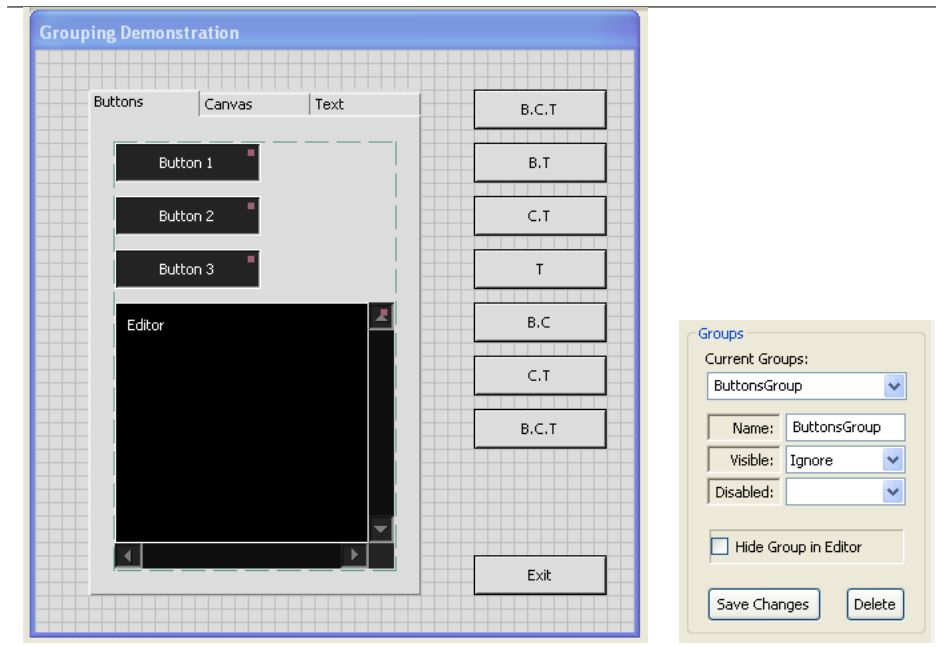 Grouping Demonstration
Buttons Canvas Text
Button 1
Button 2
Button 3
Editor
B.C.T
B.T
C.T
T
B.C
C.T
B.C.T
Exit
Groups
Current Groups:
ButtonsGroup
Name: ButtonsGroup
Visible: Ignore
Disabled:
Hide Group in Editor
Save Changes Delete